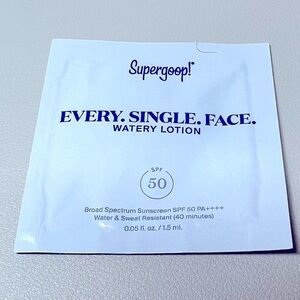 Supergoop!
EVERY. SINGLE. FACE.
WATERY LOTION
SPF
50
Broad Spectrum Sunscreen SPF 50 PA++++
Water & Sweat Resistant (40 minutes)
0.05 fl. oz. / 1.5 ml.